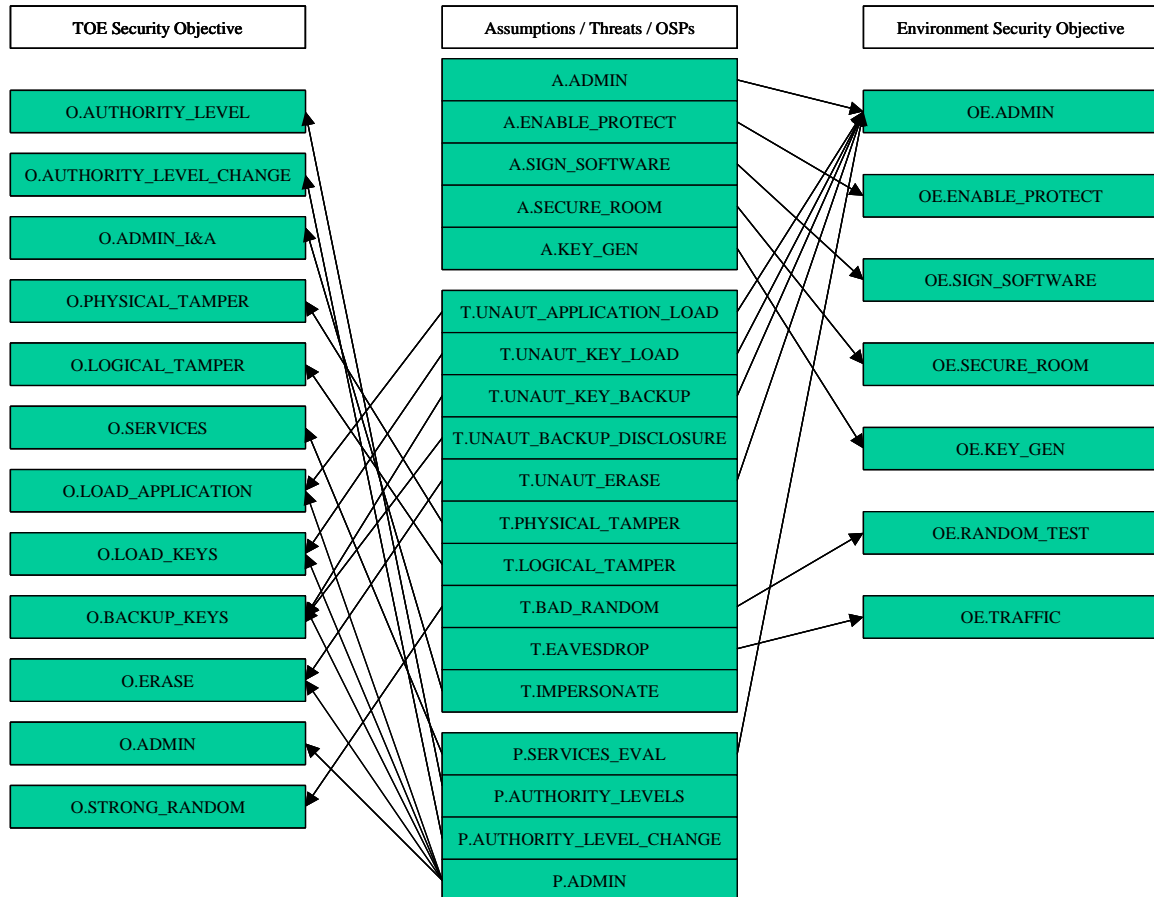 TOE Security Objective
O.AUTHORITY_LEVEL
O.AUTHORITY_LEVEL_CHANGE
O.ADMIN_I&A
O.PHYSICAL_TAMPER
O.LOGICAL_TAMPER
O.SERVICES
O.LOAD_APPLICATION
O.LOAD_KEYS
O.BACKUP_KEYS
O.ERASE
O.ADMIN
O.STRONG_RANDOM
Assumptions / Threats / OSPs
A.ADMIN
A.ENABLE_PROTECT
A.SIGN_SOFTWARE
A.SECURE_ROOM
A.KEY_GEN
T.UNAUT_APPLICATION_LOAD
T.UNAUT_KEY_LOAD
T.UNAUT_KEY_BACKUP
T.UNAUT_BACKUP_DISCLOSURE
T.UNAUT_ERASE
T.PHYSICAL_TAMPER
T.LOGICAL_TAMPER
T.BAD_RANDOM
T.EAVESDROP
T.IMPERSONATE
P.SERVICES_EVAL
P.AUTHORITY_LEVELS
P.AUTHORITY_LEVEL_CHANGE
P.ADMIN
Environment Security Objective
OE.ADMIN
OE.ENABLE_PROTECT
OE.SIGN_SOFTWARE
OE.SECURE_ROOM
OE.KEY_GEN
OE.RANDOM_TEST
OE.TRAFFIC